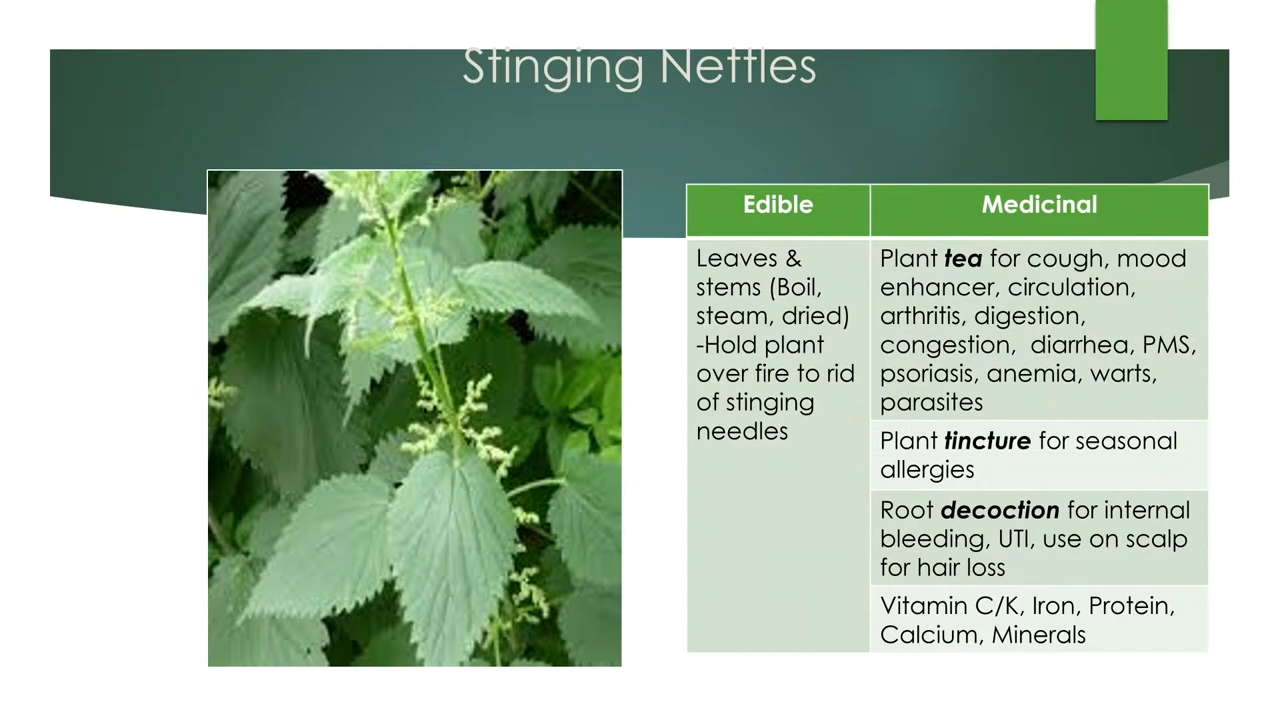 Stinging Nettles
Edible
Medicinal
Leaves &
stems (Boil,
steam, dried)
-Hold plant
over fire to rid
of stinging
needles
Plant tea for cough, mood
enhancer, circulation,
arthritis, digestion,
congestion,  diarrhea, PMS,
psoriasis, anemia, warts,
parasites
Plant tincture for seasonal
allergies
Root decoction for internal
bleeding, UTI, use on scalp
for hair loss
Vitamin C/K, Iron, Protein,
Calcium, Minerals